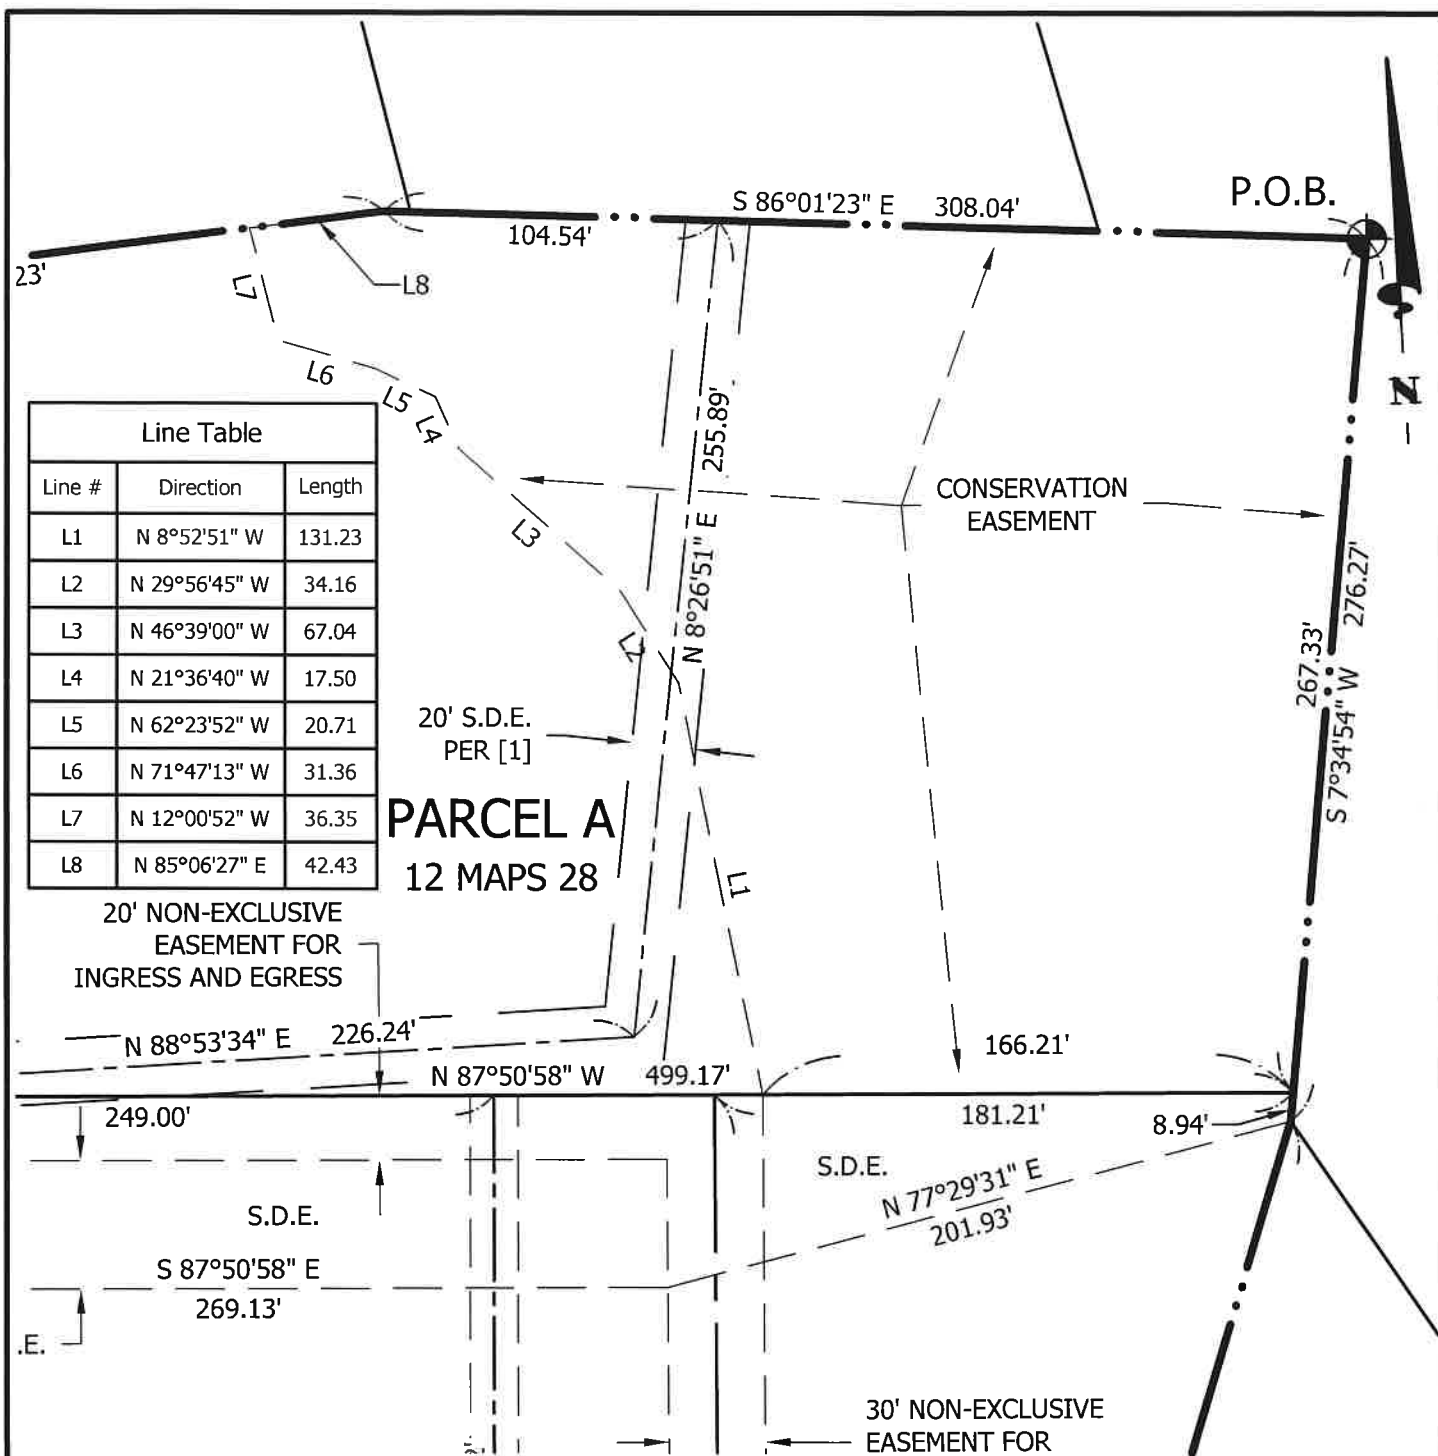 S 86°01'23" E 308.04'
P.O.B.
104.54'
23'
L8
L7
L6
L5
L4
L3
L2
L1
N
255.89'
N 8°26'51" E
CONSERVATION
EASEMENT
276.27'
267.33'
S 7°34'54" W
Line Table
Line # Direction Length
L1 N 8°52'51" W 131.23
L2 N 29°56'45" W 34.16
L3 N 46°39'00" W 67.04
L4 N 21°36'40" W 17.50
L5 N 62°23'52" W 20.71
L6 N 71°47'13" W 31.36
L7 N 12°00'52" W 36.35
L8 N 85°06'27" E 42.43
20' S.D.E.
PER [1]
PARCEL A
12 MAPS 28
20' NON-EXCLUSIVE
EASEMENT FOR
INGRESS AND EGRESS
N 88°53'34" E 226.24'
N 87°50'58" W 499.17'
166.21'
249.00'
181.21'
8.94'
S.D.E.
N 77°29'31" E
201.93'
S.D.E.
S 87°50'58" E
269.13'
.E.
30' NON-EXCLUSIVE
EASEMENT FOR